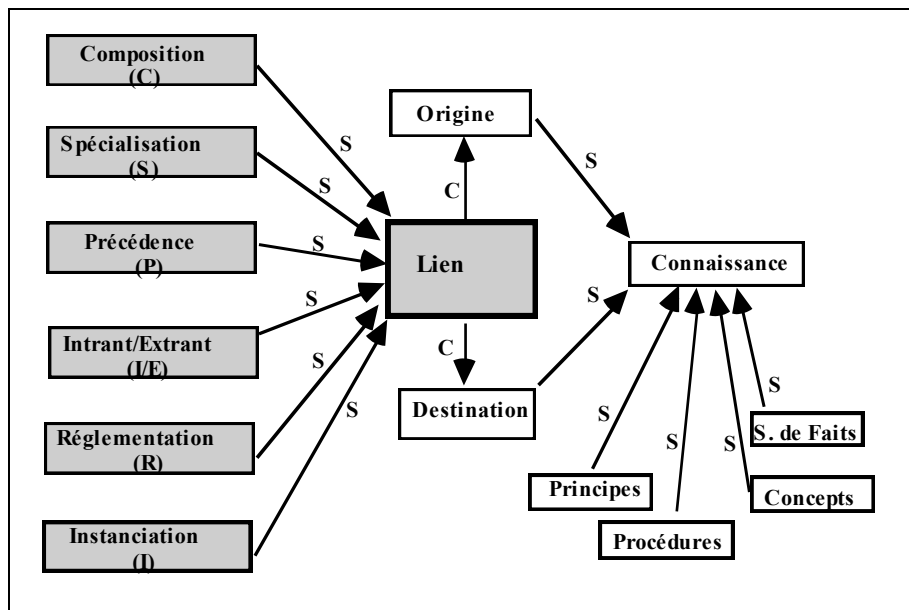 Composition
(C)
Spécialisation
(S)
Précédence
(P)
Intrant/Extrant
(I/E)
Réglementation
(R)
Instanciation
(I)
S
S
S
S
S
S
Origine
C
Lien
C
Destination
S
S
Connaissance
S
S
S
S
Principes
Procédures
Concepts
S. de Faits